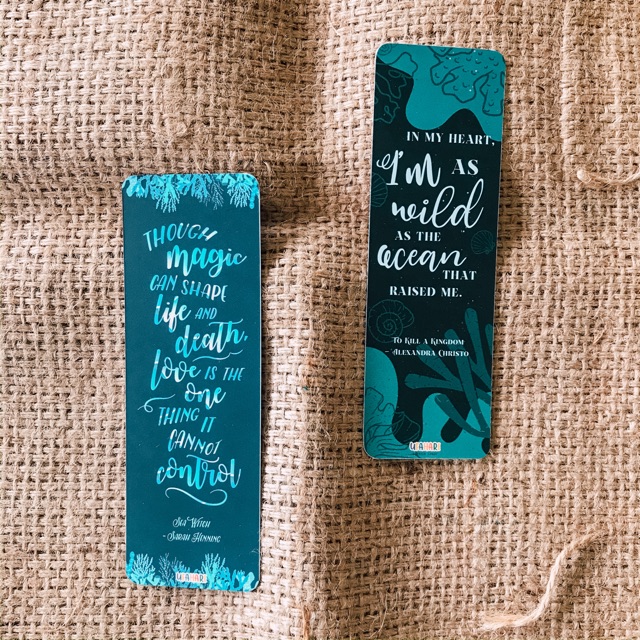 THOUGH
magic
CAN SHAPE
life AND
death,
love IS THE
one
THING IT
CANNOT
control
Sea Witch
- Sarah Henning
IN MY HEART,
I'm AS
wild
AS THE
ocean
THAT
RAISED ME.
To Kill a Kingdom
- Alexandra Christo